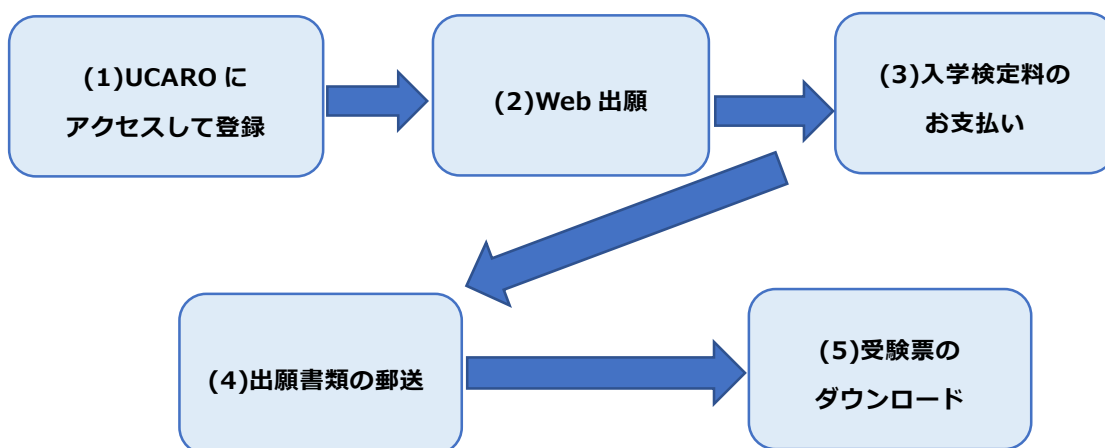 (1)UCARO に
アクセスして登録
(2)Web 出願
(3)入学検定料の
お支払い
(4)出願書類の郵送
(5)受験票の
ダウンロード